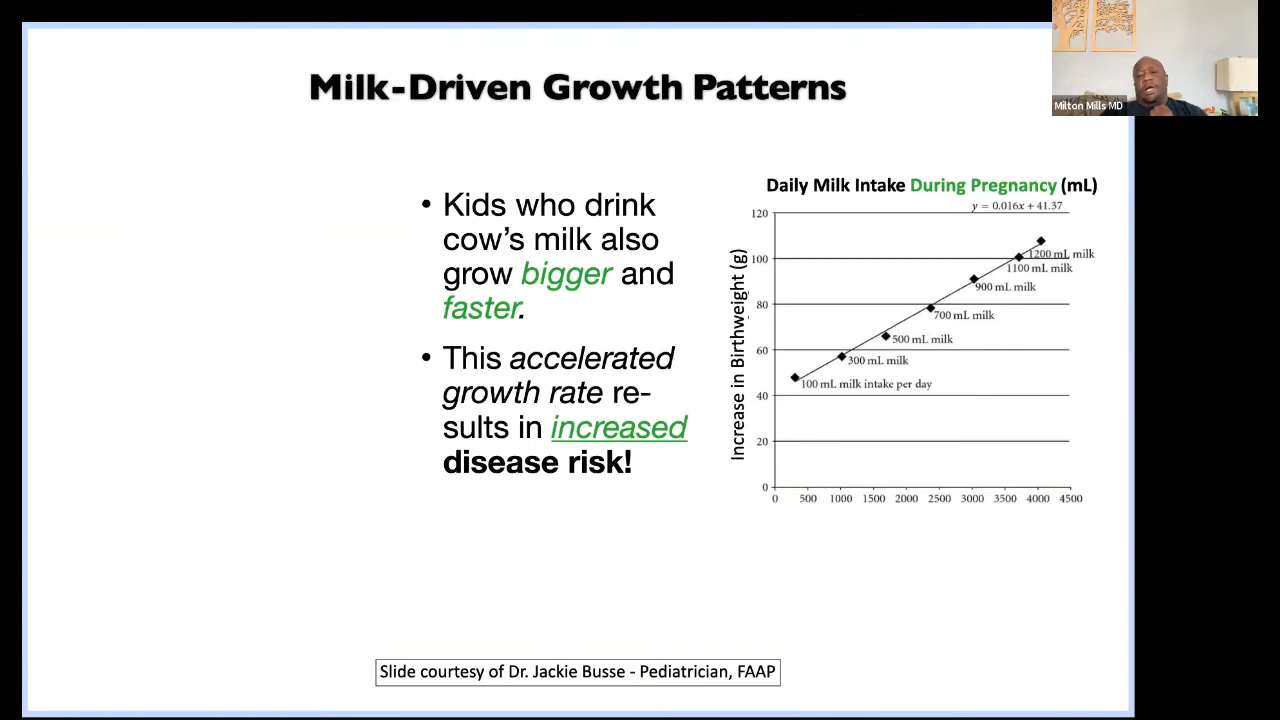 Milk-Driven Growth Patterns
Milton Mills MD
• Kids who drink
cow's milk also
grow bigger and
faster.
• This accelerated
growth rate re-
sults in increased
disease risk!
Daily Milk Intake During Pregnancy (mL)
y = 0.016x + 41.37
Increase in Birthweight (g)
120
100
80
60
40
20
0
1200 mL milk
1100 mL milk
900 mL milk
700 mL milk
500 mL milk
300 mL milk
100 mL milk intake per day
0 500 1000 1500 2000 2500 3000 3500 4000 4500
Slide courtesy of Dr. Jackie Busse - Pediatrician, FAAP